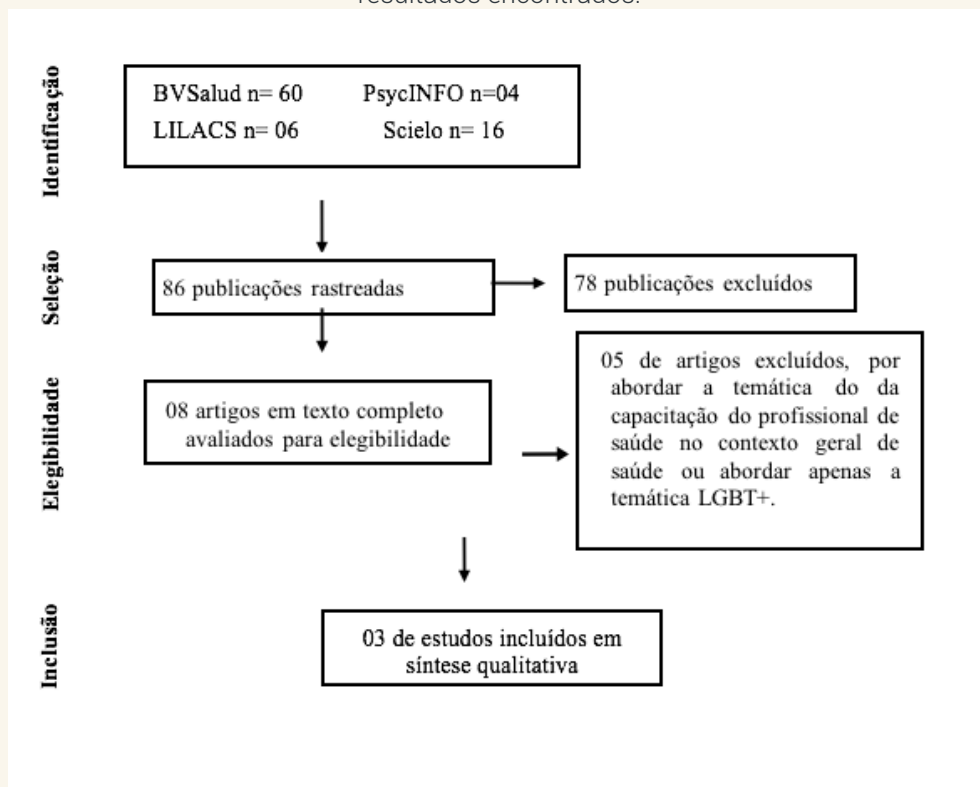 resultados encontrados.
Identificação
BVSalud n= 60 PsycINFO n=04
LILACS n= 06 Scielo n= 16
Seleção
86 publicações rastreadas
78 publicações excluídos
Elegibilidade
08 artigos em texto completo
avaliados para elegibilidade
05 de artigos excluídos, por
abordar a temática do da
capacitação do profissional de
saúde no contexto geral de
saúde ou abordar apenas a
temática LGBT+.
Inclusão
03 de estudos incluídos em
síntese qualitativa